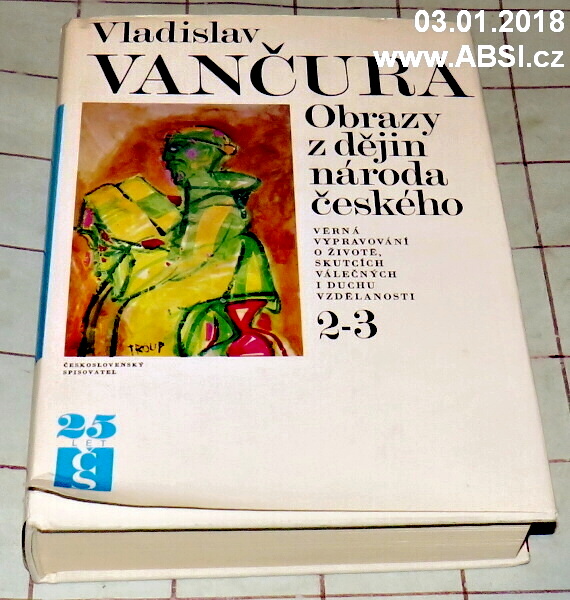 03.01.2018
www.ABSI.cz
Vladislav
VANČURA
Obrazy
z dějin
národa
českého
VĚRNÁ
VYPRAVOVÁNÍ
O ŽIVOTĚ,
SKUTCÍCH
VÁLEČNÝCH
I DUCHU
VZDĚLANOSTI
2-3
TROUP
ČESKOSLOVENSKÝ
SPISOVATEL
25
LET
čs